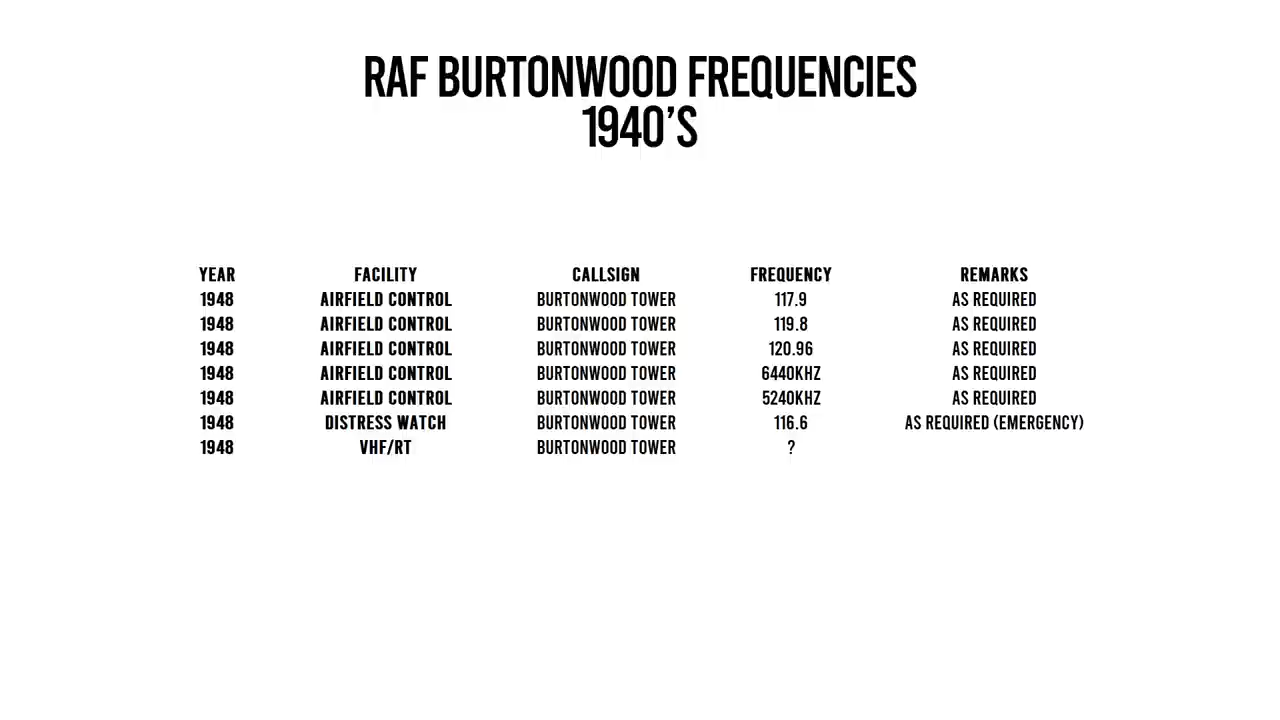 RAF BURTONWOOD FREQUENCIES
1940'S
YEAR FACILITY CALLSIGN FREQUENCY REMARKS
1948 AIRFIELD CONTROL BURTONWOOD TOWER 117.9 AS REQUIRED
1948 AIRFIELD CONTROL BURTONWOOD TOWER 119.8 AS REQUIRED
1948 AIRFIELD CONTROL BURTONWOOD TOWER 120.96 AS REQUIRED
1948 AIRFIELD CONTROL BURTONWOOD TOWER 6440KHZ AS REQUIRED
1948 AIRFIELD CONTROL BURTONWOOD TOWER 5240KHZ AS REQUIRED
1948 DISTRESS WATCH BURTONWOOD TOWER 116.6 AS REQUIRED (EMERGENCY)
1948 VHF/RT BURTONWOOD TOWER ?